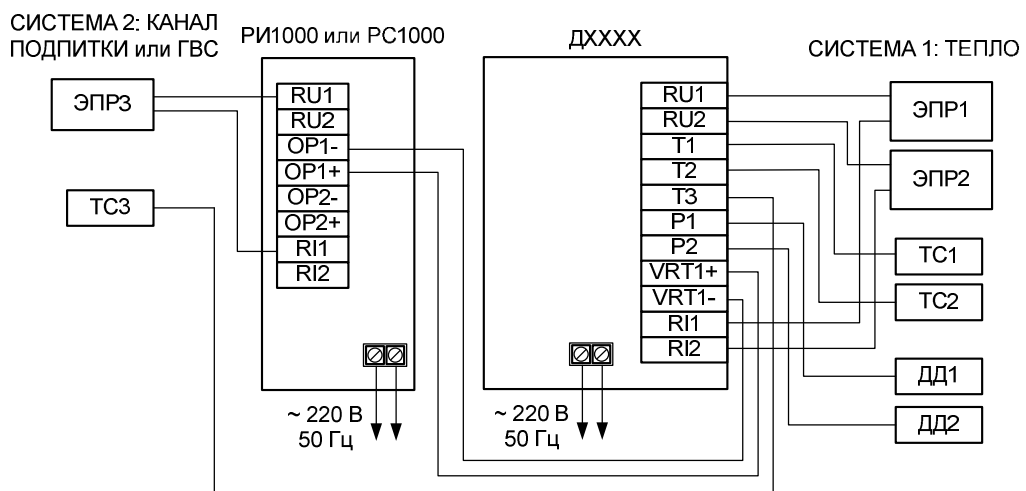 СИСТЕМА 2: КАНАЛ
ПОДПИТКИ или ГВС
РИ1000 или РС1000
ДХХХХ
СИСТЕМА 1: ТЕПЛО
ЭПР3
ТС3
RU1
RU2
OP1-
OP1+
OP2-
OP2+
RI1
RI2
~ 220 В
50 Гц
RU1
RU2
T1
T2
T3
P1
P2
VRT1+
VRT1-
RI1
RI2
~ 220 В
50 Гц
ЭПР1
ЭПР2
ТС1
ТС2
ДД1
ДД2